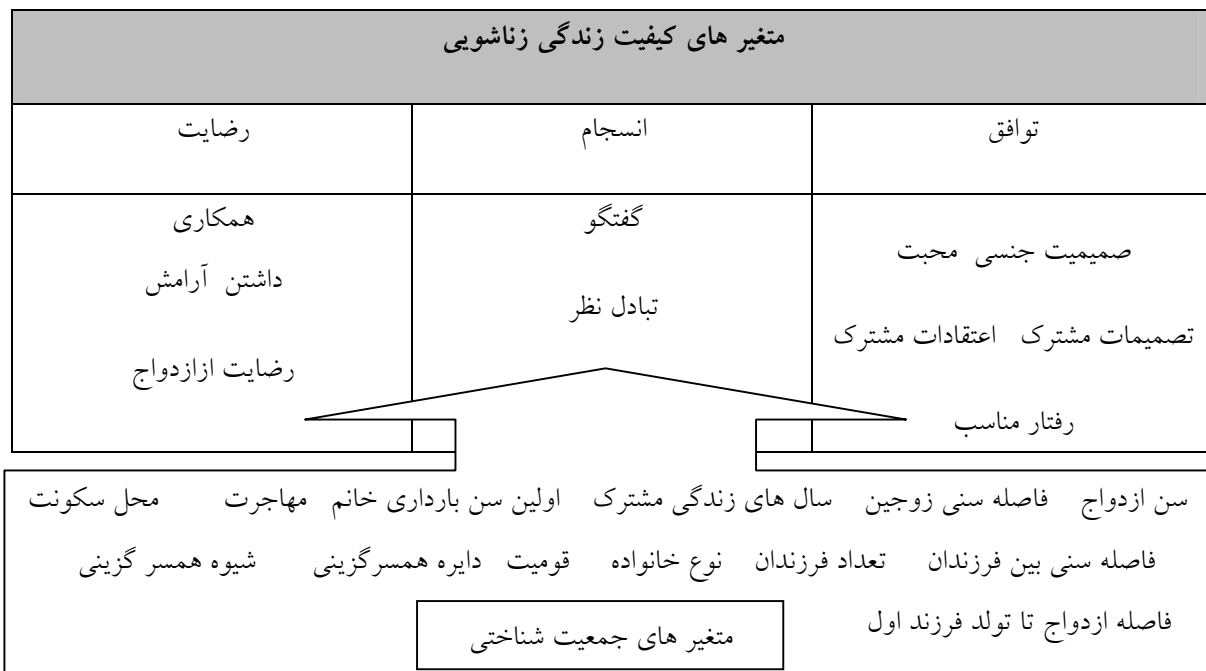 متغیر های کیفیت زندگی زناشویی
توافق
انسجام
رضایت
صمیمیت جنسی محبت
تصمیمات مشترک اعتقادات مشترک
رفتار مناسب
گفتگو
تبادل نظر
همکاری
داشتن آرامش
رضایت ازازدواج
سن ازدواج فاصله سنی زوجین سال های زندگی مشترک اولین سن بارداری خانم مهاجرت محل سکونت
فاصله سنی بین فرزندان تعداد فرزندان نوع خانواده قومیت دایره همسرگزینی شیوه همسر گزینی
فاصله ازدواج تا تولد فرزند اول
متغیر های جمعیت شناختی